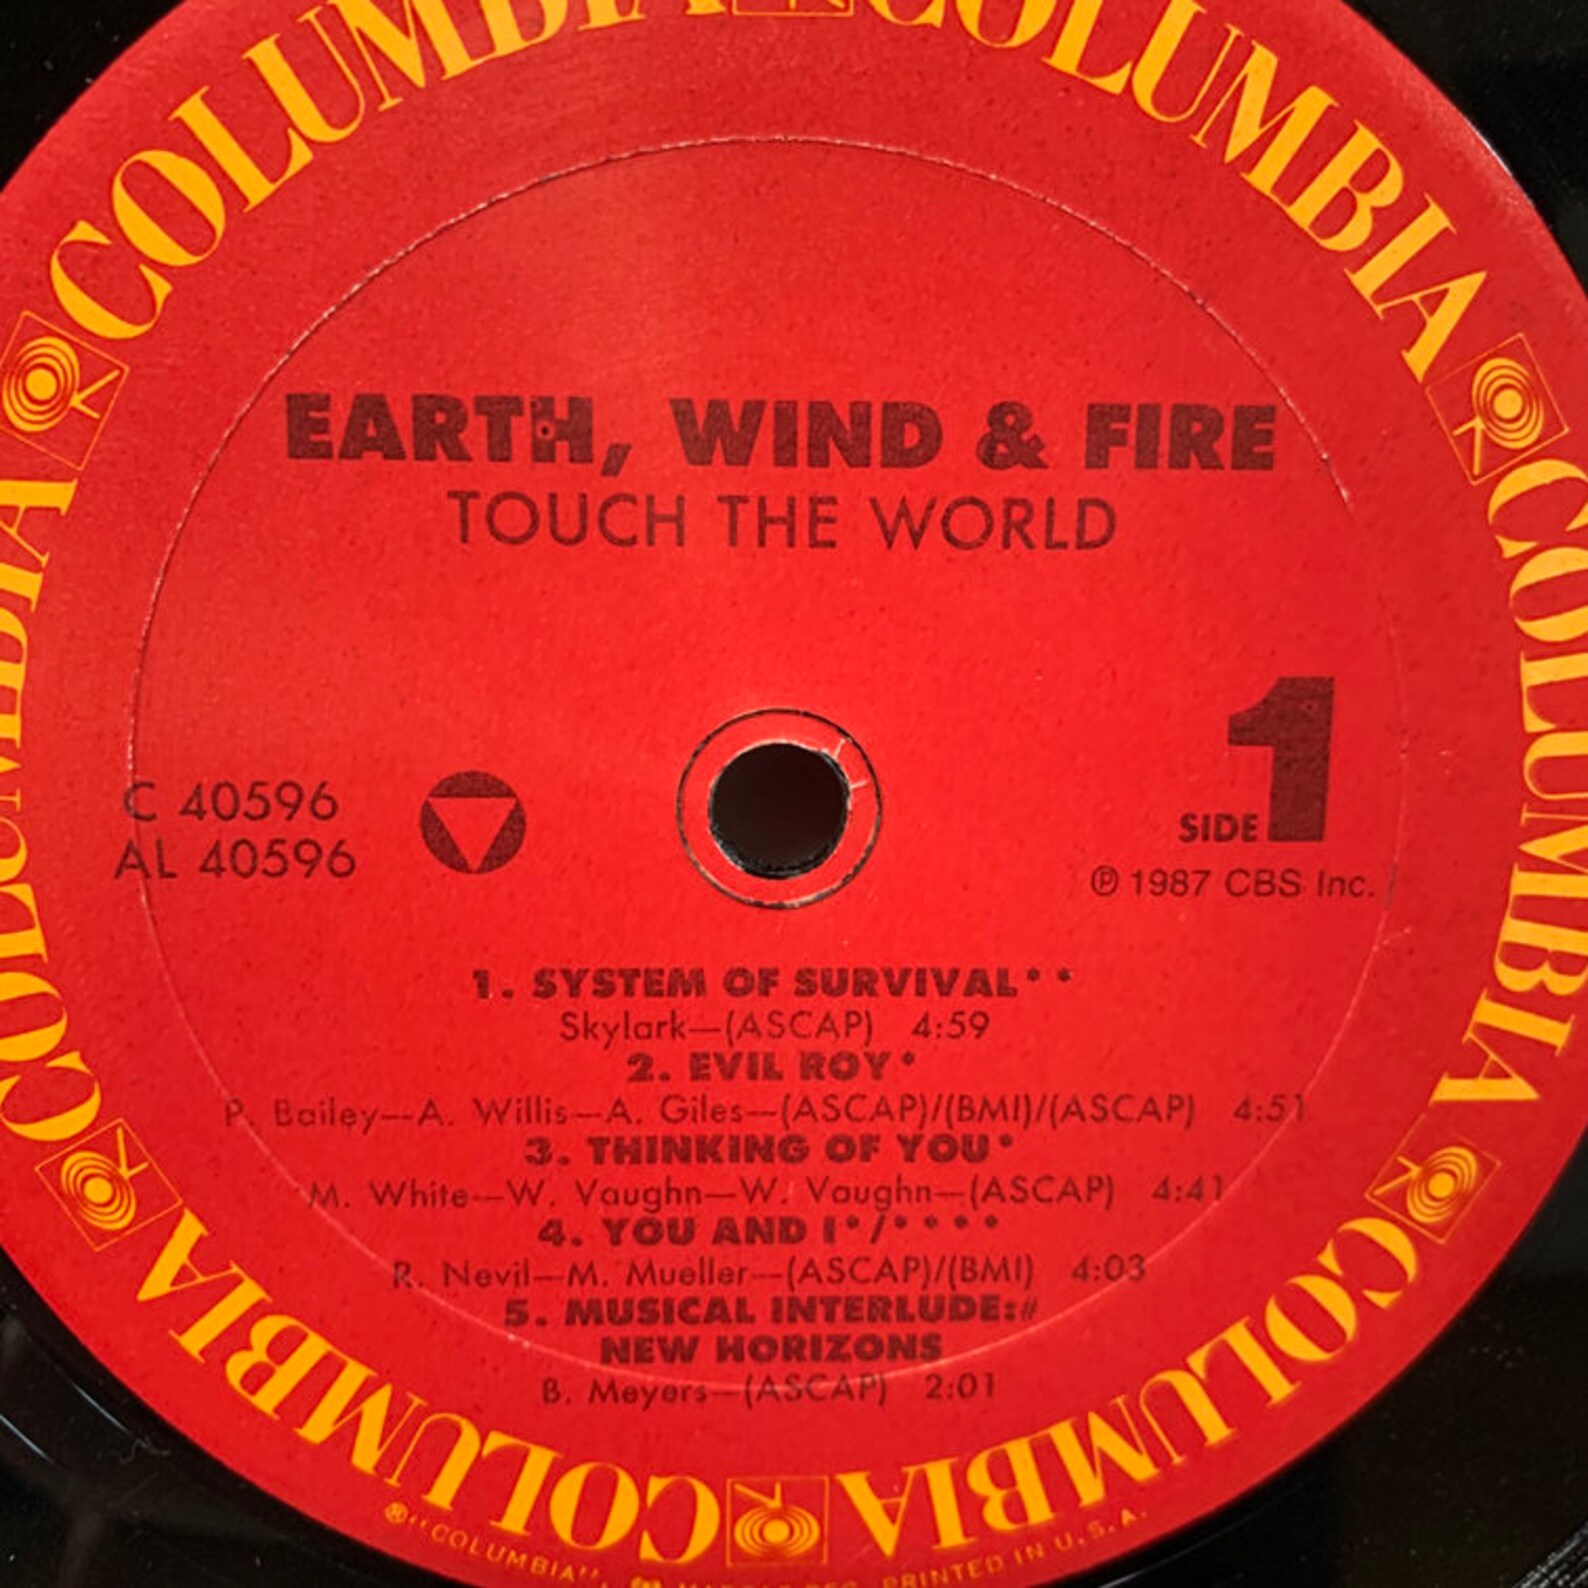 COLUMBIA COLUMBIA COLUMBIA COLUMBIA COLUMBIA COLUMBIA COLUMBIA COLUMBIA
EARTH, WIND & FIRE
TOUCH THE WORLD
C 40596
AL 40596
SIDE 1
℗ 1987 CBS Inc.
1. SYSTEM OF SURVIVAL**
Skylark—(ASCAP) 4:59
2. EVIL ROY*
P. Bailey—A. Willis—A. Giles—(ASCAP)/(BMI)/(ASCAP) 4:51
3. THINKING OF YOU*
M. White—W. Vaughn—W. Vaughn—(ASCAP) 4:41
4. YOU AND I*/****
R. Nevil—M. Mueller—(ASCAP)/(BMI) 4:03
5. MUSICAL INTERLUDE:#
NEW HORIZONS
B. Meyers—(ASCAP) 2:01
® "COLUMBIA", PRINTED IN U.S.A.